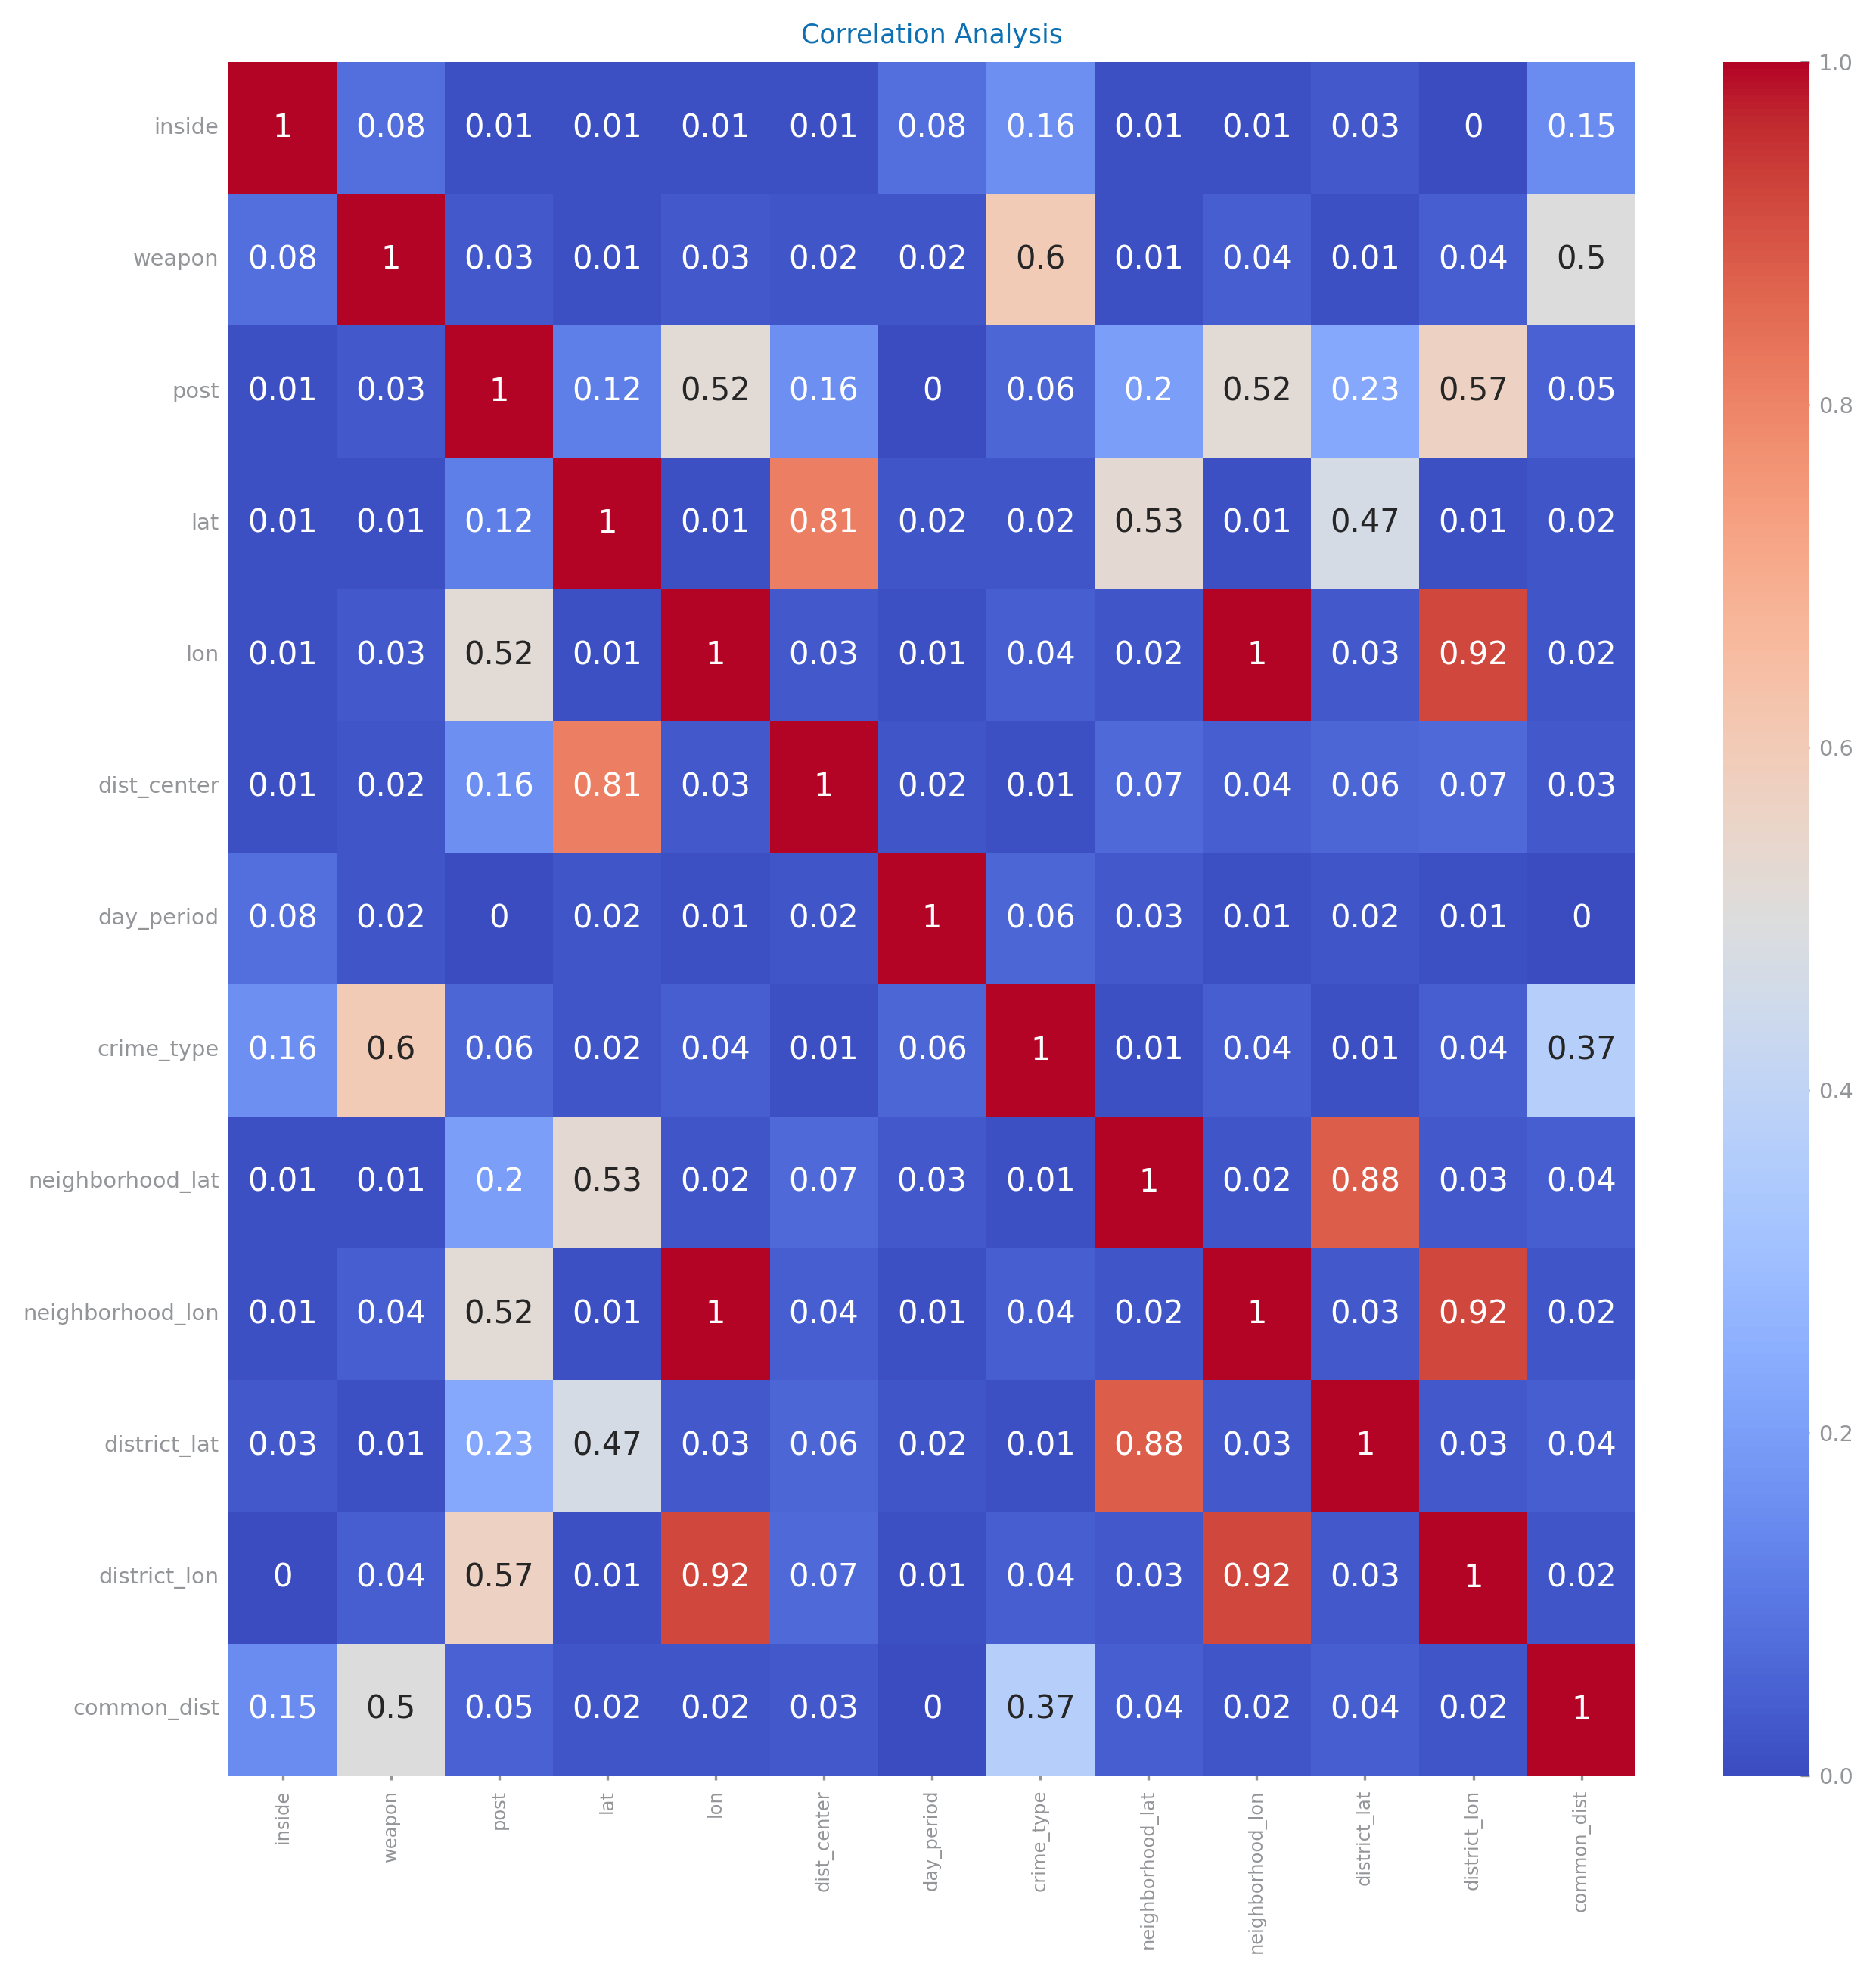 Correlation Analysis
inside 1 0.08 0.01 0.01 0.01 0.01 0.08 0.16 0.01 0.01 0.03 0 0.15
weapon 0.08 1 0.03 0.01 0.03 0.02 0.02 0.6 0.01 0.04 0.01 0.04 0.5
post 0.01 0.03 1 0.12 0.52 0.16 0 0.06 0.2 0.52 0.23 0.57 0.05
lat 0.01 0.01 0.12 1 0.01 0.81 0.02 0.02 0.53 0.01 0.47 0.01 0.02
lon 0.01 0.03 0.52 0.01 1 0.03 0.01 0.04 0.02 1 0.03 0.92 0.02
dist_center 0.01 0.02 0.16 0.81 0.03 1 0.02 0.01 0.07 0.04 0.06 0.07 0.03
day_period 0.08 0.02 0 0.02 0.01 0.02 1 0.06 0.03 0.01 0.02 0.01 0
crime_type 0.16 0.6 0.06 0.02 0.04 0.01 0.06 1 0.01 0.04 0.01 0.04 0.37
neighborhood_lat 0.01 0.01 0.2 0.53 0.02 0.07 0.03 0.01 1 0.02 0.88 0.03 0.04
neighborhood_lon 0.01 0.04 0.52 0.01 1 0.04 0.01 0.04 0.02 1 0.03 0.92 0.02
district_lat 0.03 0.01 0.23 0.47 0.03 0.06 0.02 0.01 0.88 0.03 1 0.03 0.04
district_lon 0 0.04 0.57 0.01 0.92 0.07 0.01 0.04 0.03 0.92 0.03 1 0.02
common_dist 0.15 0.5 0.05 0.02 0.02 0.03 0 0.37 0.04 0.02 0.04 0.02 1
inside
weapon
post
lat
lon
dist_center
day_period
crime_type
neighborhood_lat
neighborhood_lon
district_lat
district_lon
common_dist
1.0
0.8
0.6
0.4
0.2
0.0